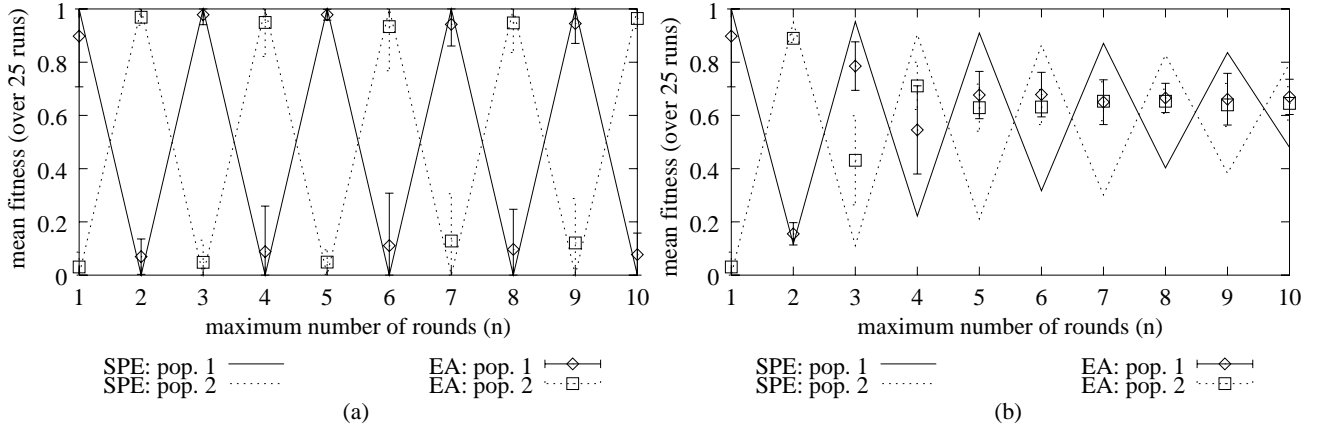 mean fitness (over 25 runs)
1
0.8
0.6
0.4
0.2
0
1 2 3 4 5 6 7 8 9 10
maximum number of rounds (n)
SPE: pop. 1
SPE: pop. 2
EA: pop. 1
EA: pop. 2
(a)
mean fitness (over 25 runs)
1
0.8
0.6
0.4
0.2
0
1 2 3 4 5 6 7 8 9 10
maximum number of rounds (n)
SPE: pop. 1
SPE: pop. 2
EA: pop. 1
EA: pop. 2
(b)